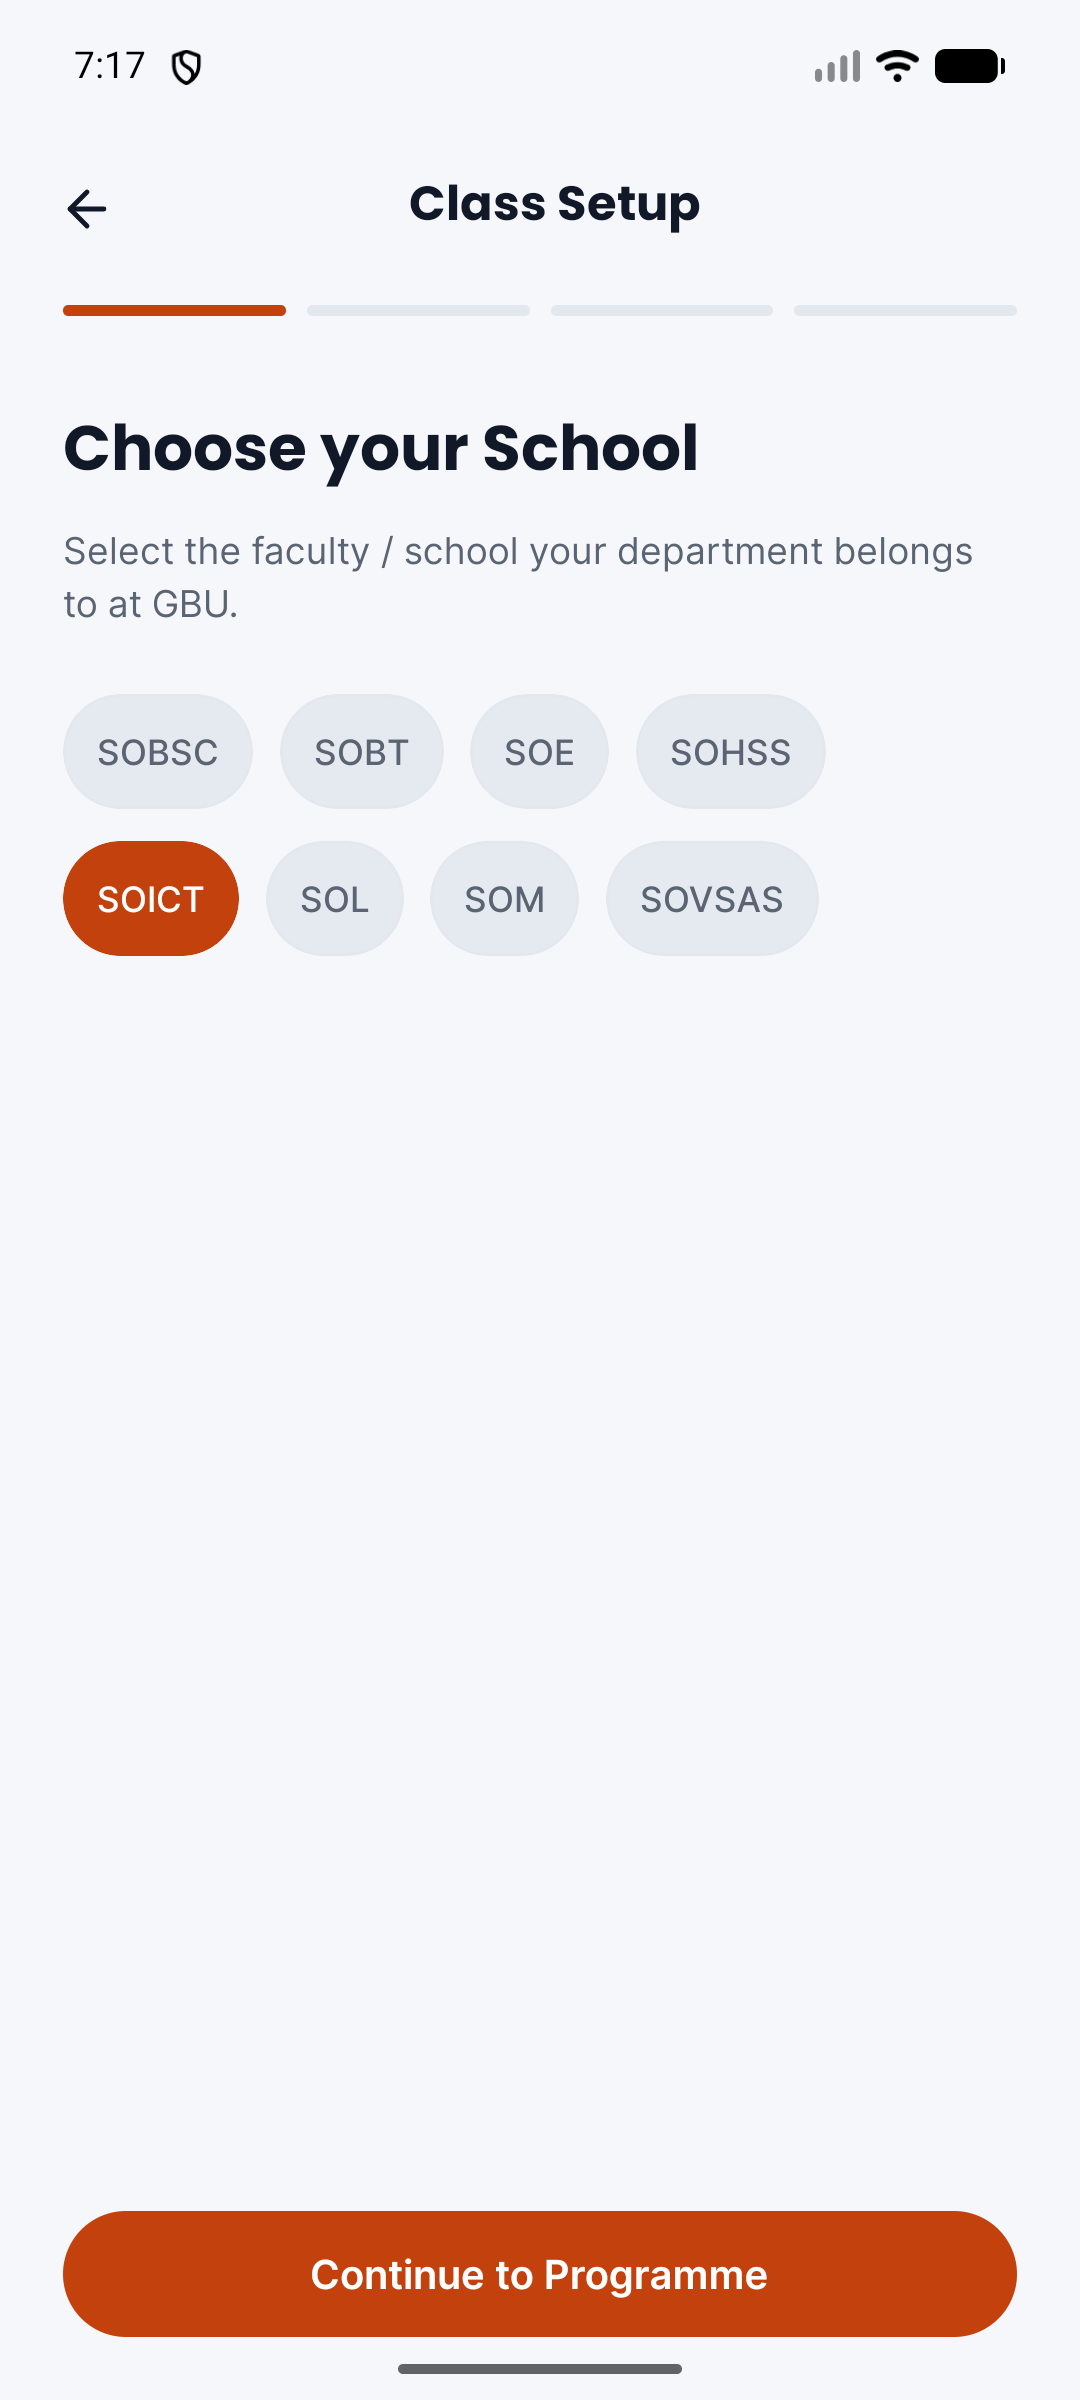 7:17
Class Setup
Choose your School
Select the faculty / school your department belongs
to at GBU.
SOBSC SOBT SOE SOHSS
SOICT SOL SOM SOVSAS
Continue to Programme